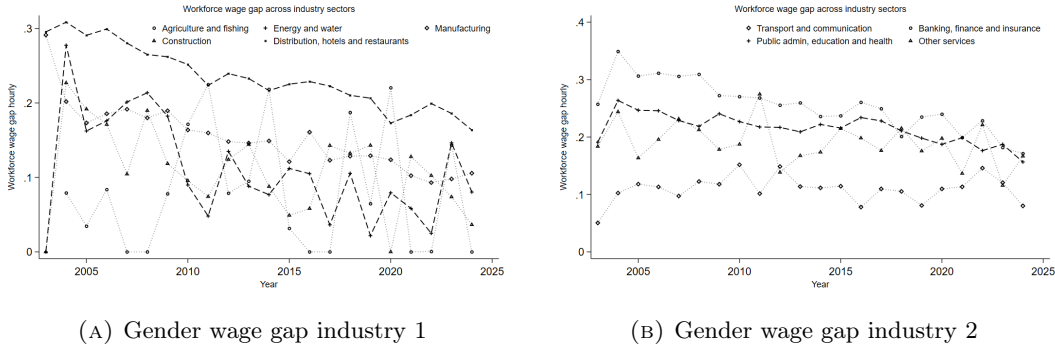 Workforce wage gap across industry sectors
Agriculture and fishing Energy and water Manufacturing
Construction Distribution, hotels and restaurants
Workforce wage gap hourly
.3
.2
.1
0
2005 2010 2015 2020 2025
Year
(A) Gender wage gap industry 1
Workforce wage gap across industry sectors
Transport and communication Banking, finance and insurance
Public admin, education and health Other services
Workforce wage gap hourly
.4
.3
.2
.1
0
2005 2010 2015 2020 2025
Year
(B) Gender wage gap industry 2